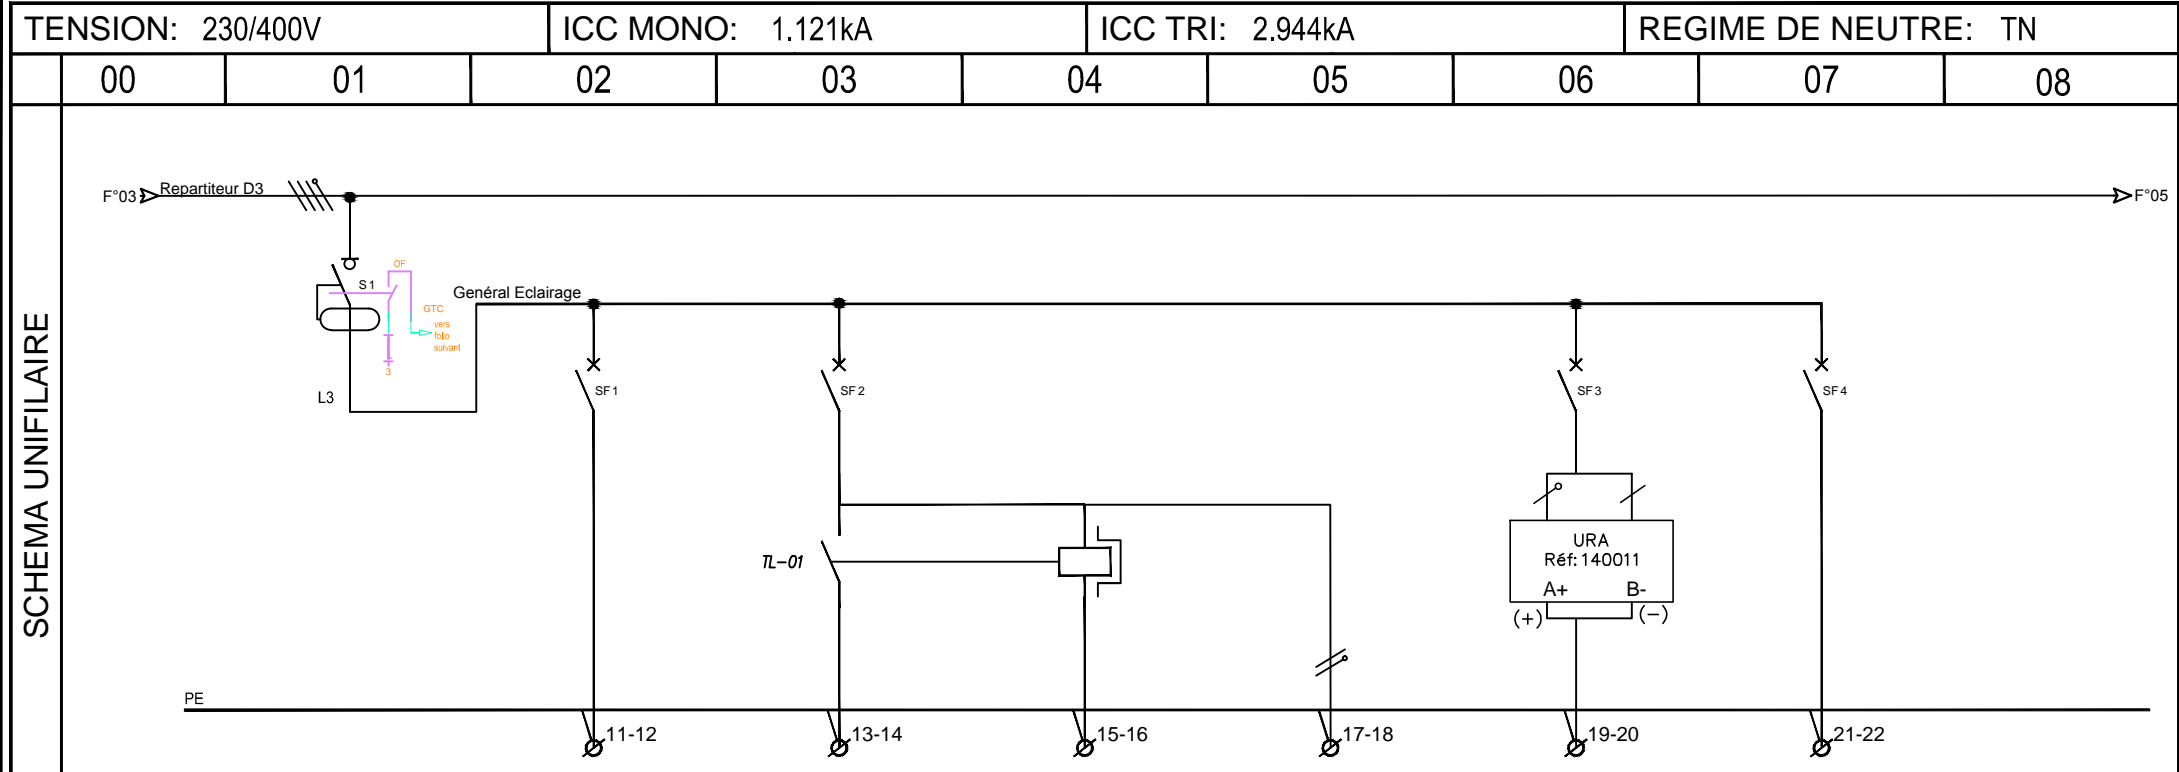 TENSION: 230/400V ICC MONO: 1.121kA ICC TRI: 2.944kA REGIME DE NEUTRE: TN
00 01 02 03 04 05 06 07 08
SCHEMA UNIFILAIRE
F°03 Repartiteur D3 F°05
OF
S1
Genéral Eclairage
GTC
vers
folio
suivant
3
L3
SF1 SF2 SF3 SF4
TL-01
URA
Réf: 140011
A+ B-
(+) (-)
PE
11-12 13-14 15-16 17-18 19-20 21-22